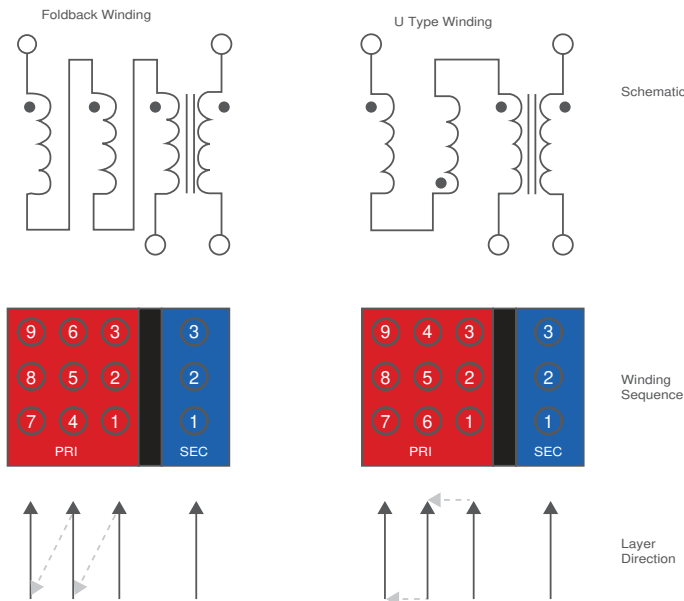 Foldback Winding
U Type Winding
Schematic
9 6 3 3
8 5 2 2
7 4 1 1
PRI SEC
9 4 3 3
8 5 2 2
7 6 1 1
PRI SEC
Winding
Sequence
Layer
Direction